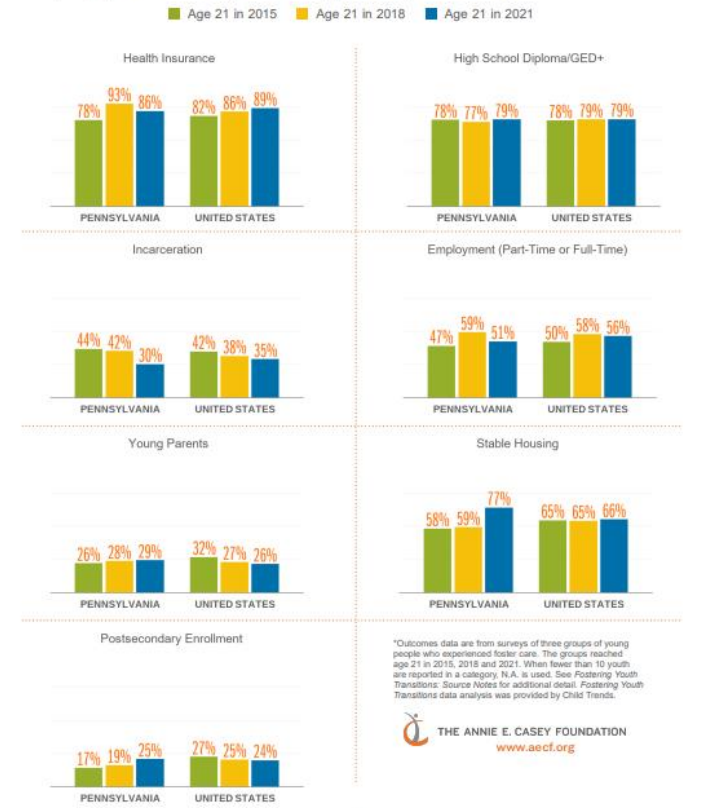 Age 21 in 2015 Age 21 in 2018 Age 21 in 2021
Health Insurance
78% 93% 86% 82% 86% 89%
PENNSYLVANIA UNITED STATES
High School Diploma/GED+
78% 77% 79% 78% 79% 79%
PENNSYLVANIA UNITED STATES
Incarceration
44% 42% 30% 42% 38% 35%
PENNSYLVANIA UNITED STATES
Employment (Part-Time or Full-Time)
47% 59% 51% 50% 58% 56%
PENNSYLVANIA UNITED STATES
Young Parents
26% 28% 29% 32% 27% 26%
PENNSYLVANIA UNITED STATES
Stable Housing
58% 59% 77% 65% 65% 66%
PENNSYLVANIA UNITED STATES
Postsecondary Enrollment
17% 19% 25% 27% 25% 24%
PENNSYLVANIA UNITED STATES
*Outcomes data are from surveys of three groups of young
people who experienced foster care. The groups reached
age 21 in 2015, 2018 and 2021. When fewer than 10 youth
are reported in a category, N.A. is used. See Fostering Youth
Transitions: Source Notes for additional detail. Fostering Youth
Transitions data analysis was provided by Child Trends.
THE ANNIE E. CASEY FOUNDATION
www.aecf.org